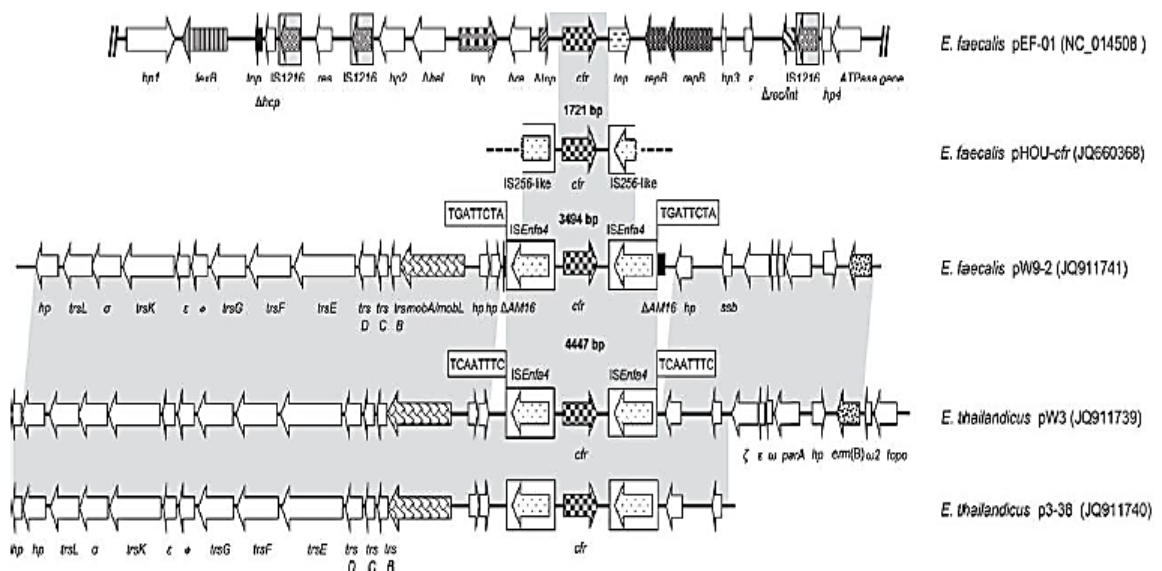 E. faecalis pEF-01 (NC_014508 )
hp1 fexB tnp IS1216 res IS1216 hp2 Δbel tnp Δtnp cfr tnp repB repB hp3 ε IS1216 ATPase gene
Δhcp Δrec/int hp4
1721 bp
E. faecalis pHOU-cfr (JQ660368)
IS256-like cfr IS256-like
TGATTCTA 3494 bp TGATTCTA
ISEnfa4 ISEnfa4
E. faecalis pW9-2 (JQ911741)
hp trsL σ trsK ε trsG trsF trsE trs trs trs mobA/mobL hp hp ΔAM16 cfr ΔAM16 hp ssb
D C B
4447 bp
TCAATTTC TCAATTTC
ISEnfa4 ISEnfa4
E. thailandicus pW3 (JQ911739)
cfr ζ ε ω parA hp erm(B) ω2 topo
E. thailandicus p3-38 (JQ911740)
hp hp trsL σ trsK ε trsG trsF trsE trs trs trs cfr
D C B